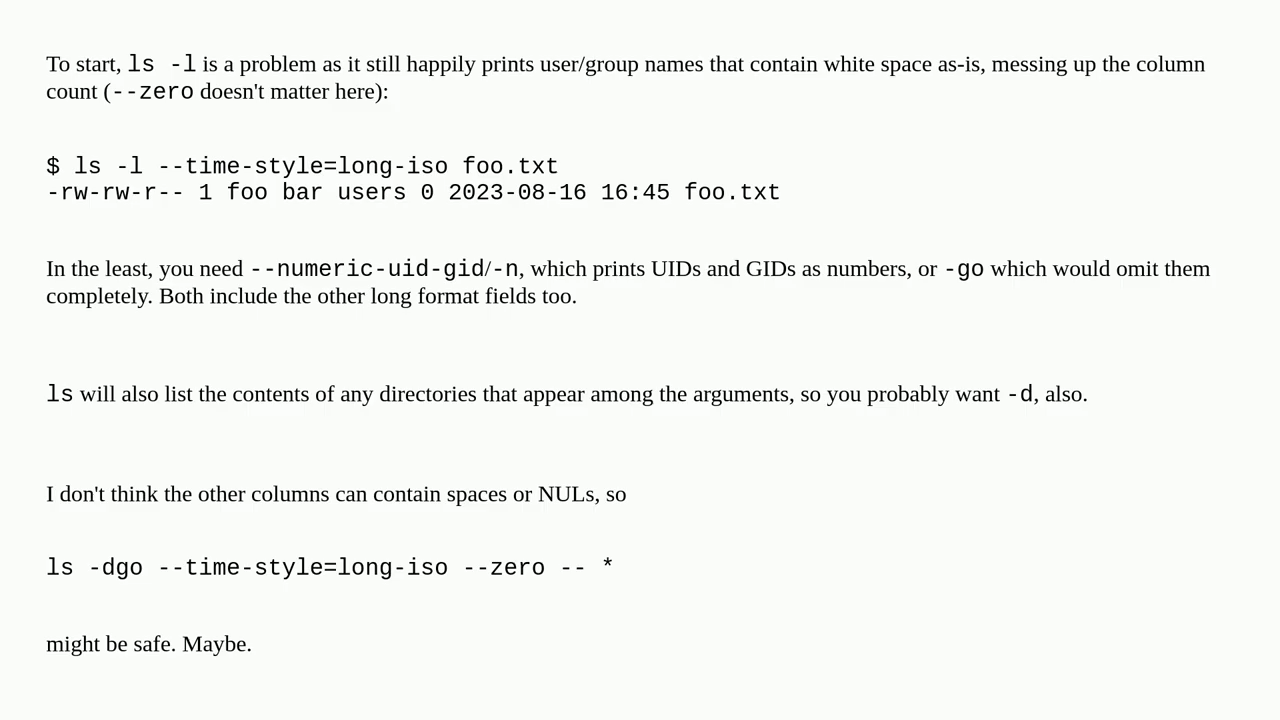 To start, ls -l is a problem as it still happily prints user/group names that contain white space as-is, messing up the column
count (--zero doesn't matter here):
$ ls -l --time-style=long-iso foo.txt
-rw-rw-r-- 1 foo bar users 0 2023-08-16 16:45 foo.txt
In the least, you need --numeric-uid-gid/-n, which prints UIDs and GIDs as numbers, or -go which would omit them
completely. Both include the other long format fields too.
ls will also list the contents of any directories that appear among the arguments, so you probably want -d, also.
I don't think the other columns can contain spaces or NULs, so
ls -dgo --time-style=long-iso --zero -- *
might be safe. Maybe.